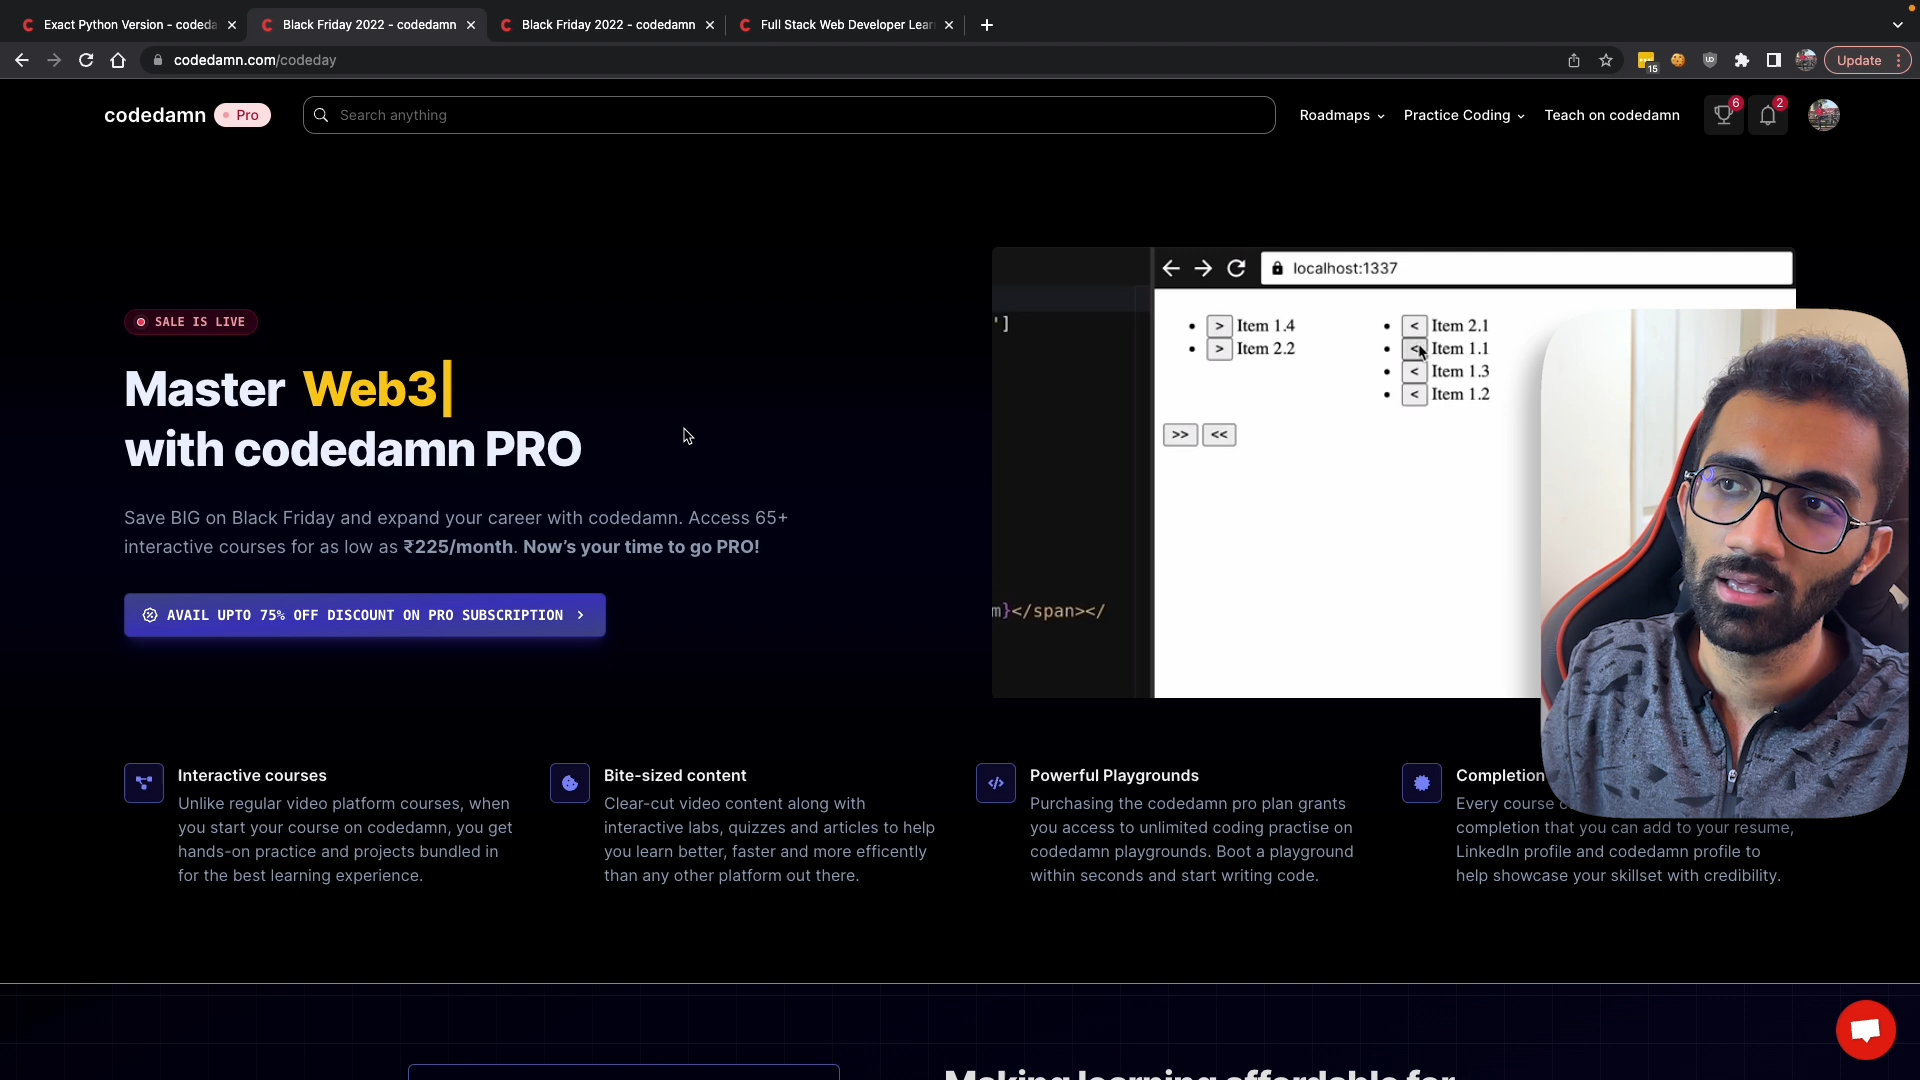 Exact Python Version - codeda
Black Friday 2022 - codedamn
Black Friday 2022 - codedamn
Full Stack Web Developer Lear
codedamn.com/codeday
15
Update
codedamn
Pro
Search anything
Roadmaps
Practice Coding
Teach on codedamn
6
2
SALE IS LIVE
Master Web3|
with codedamn PRO
Save BIG on Black Friday and expand your career with codedamn. Access 65+
interactive courses for as low as ₹225/month. Now's your time to go PRO!
AVAIL UPTO 75% OFF DISCOUNT ON PRO SUBSCRIPTION >
localhost:1337
']
> Item 1.4
> Item 2.2
< Item 2.1
< Item 1.1
< Item 1.3
< Item 1.2
>> <<
m}</span></
Interactive courses
Unlike regular video platform courses, when
you start your course on codedamn, you get
hands-on practice and projects bundled in
for the best learning experience.
Bite-sized content
Clear-cut video content along with
interactive labs, quizzes and articles to help
you learn better, faster and more efficently
than any other platform out there.
Powerful Playgrounds
Purchasing the codedamn pro plan grants
you access to unlimited coding practise on
codedamn playgrounds. Boot a playground
within seconds and start writing code.
Completion
Every course
completion that you can add to your resume,
LinkedIn profile and codedamn profile to
help showcase your skillset with credibility.
Making learning affordable for